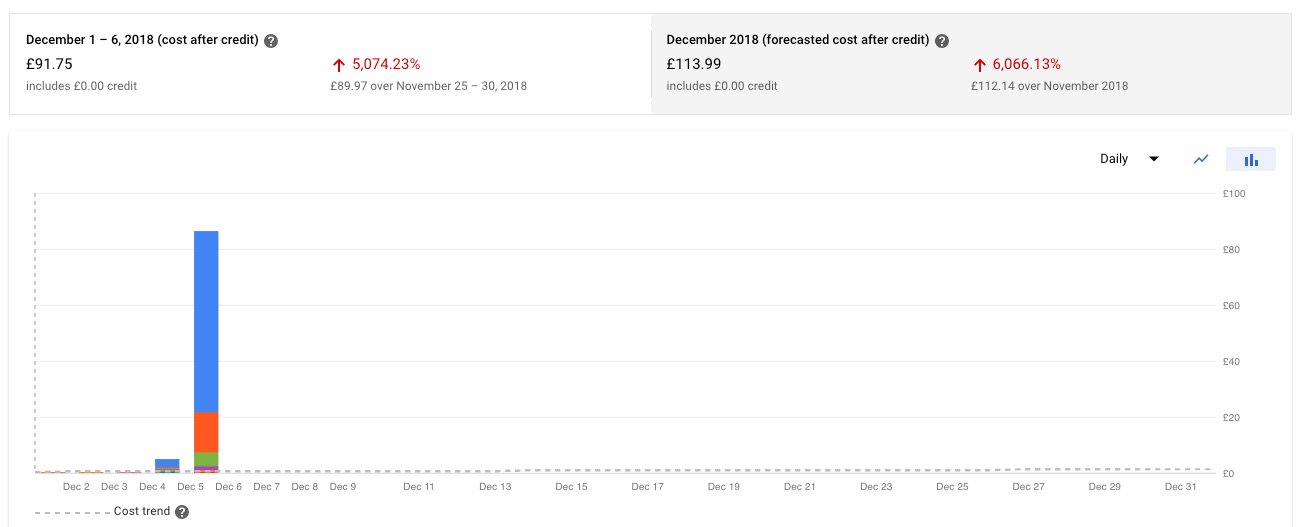 December 1 – 6, 2018 (cost after credit) ?
£91.75
5,074.23%
includes £0.00 credit
£89.97 over November 25 – 30, 2018
December 2018 (forecasted cost after credit) ?
£113.99
6,066.13%
includes £0.00 credit
£112.14 over November 2018
Daily
£100
£80
£60
£40
£20
£0
Dec 2 Dec 3 Dec 4 Dec 5 Dec 6 Dec 7 Dec 8 Dec 9 Dec 11 Dec 13 Dec 15 Dec 17 Dec 19 Dec 21 Dec 23 Dec 25 Dec 27 Dec 29 Dec 31
Cost trend ?